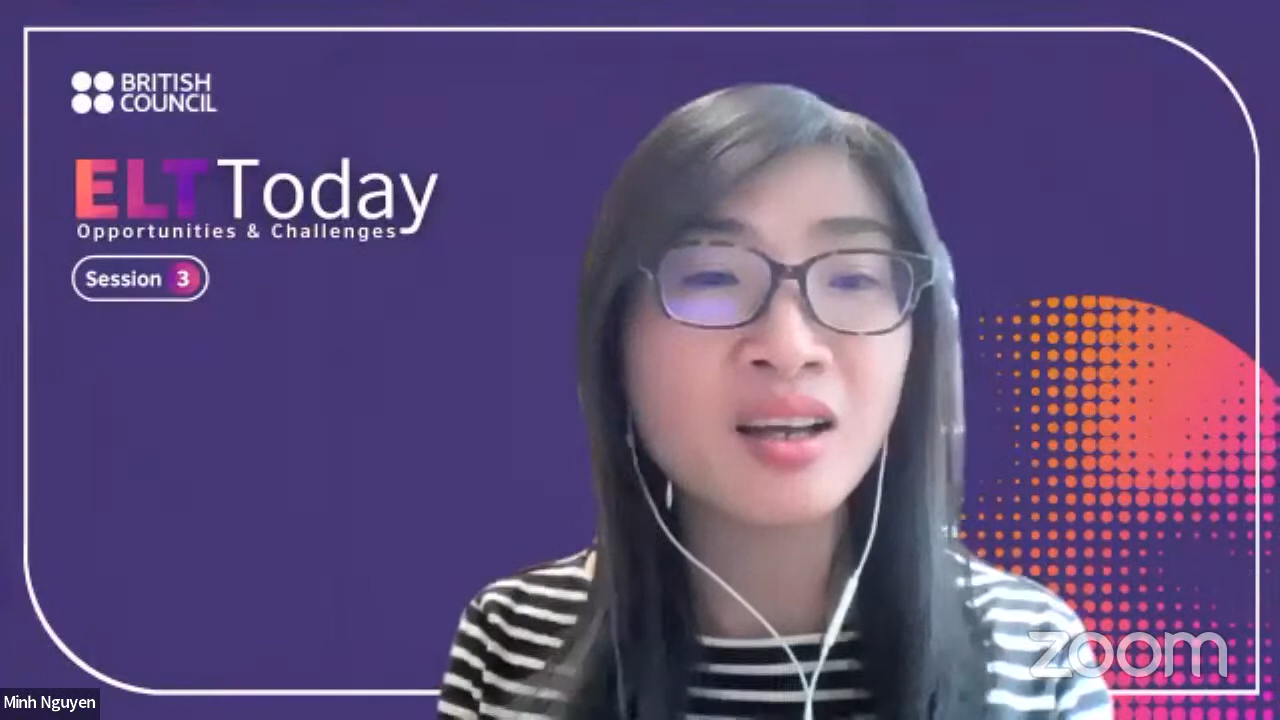 BRITISH
COUNCIL
ELT Today
Opportunities & Challenges
Session 3
zoom
Minh Nguyen